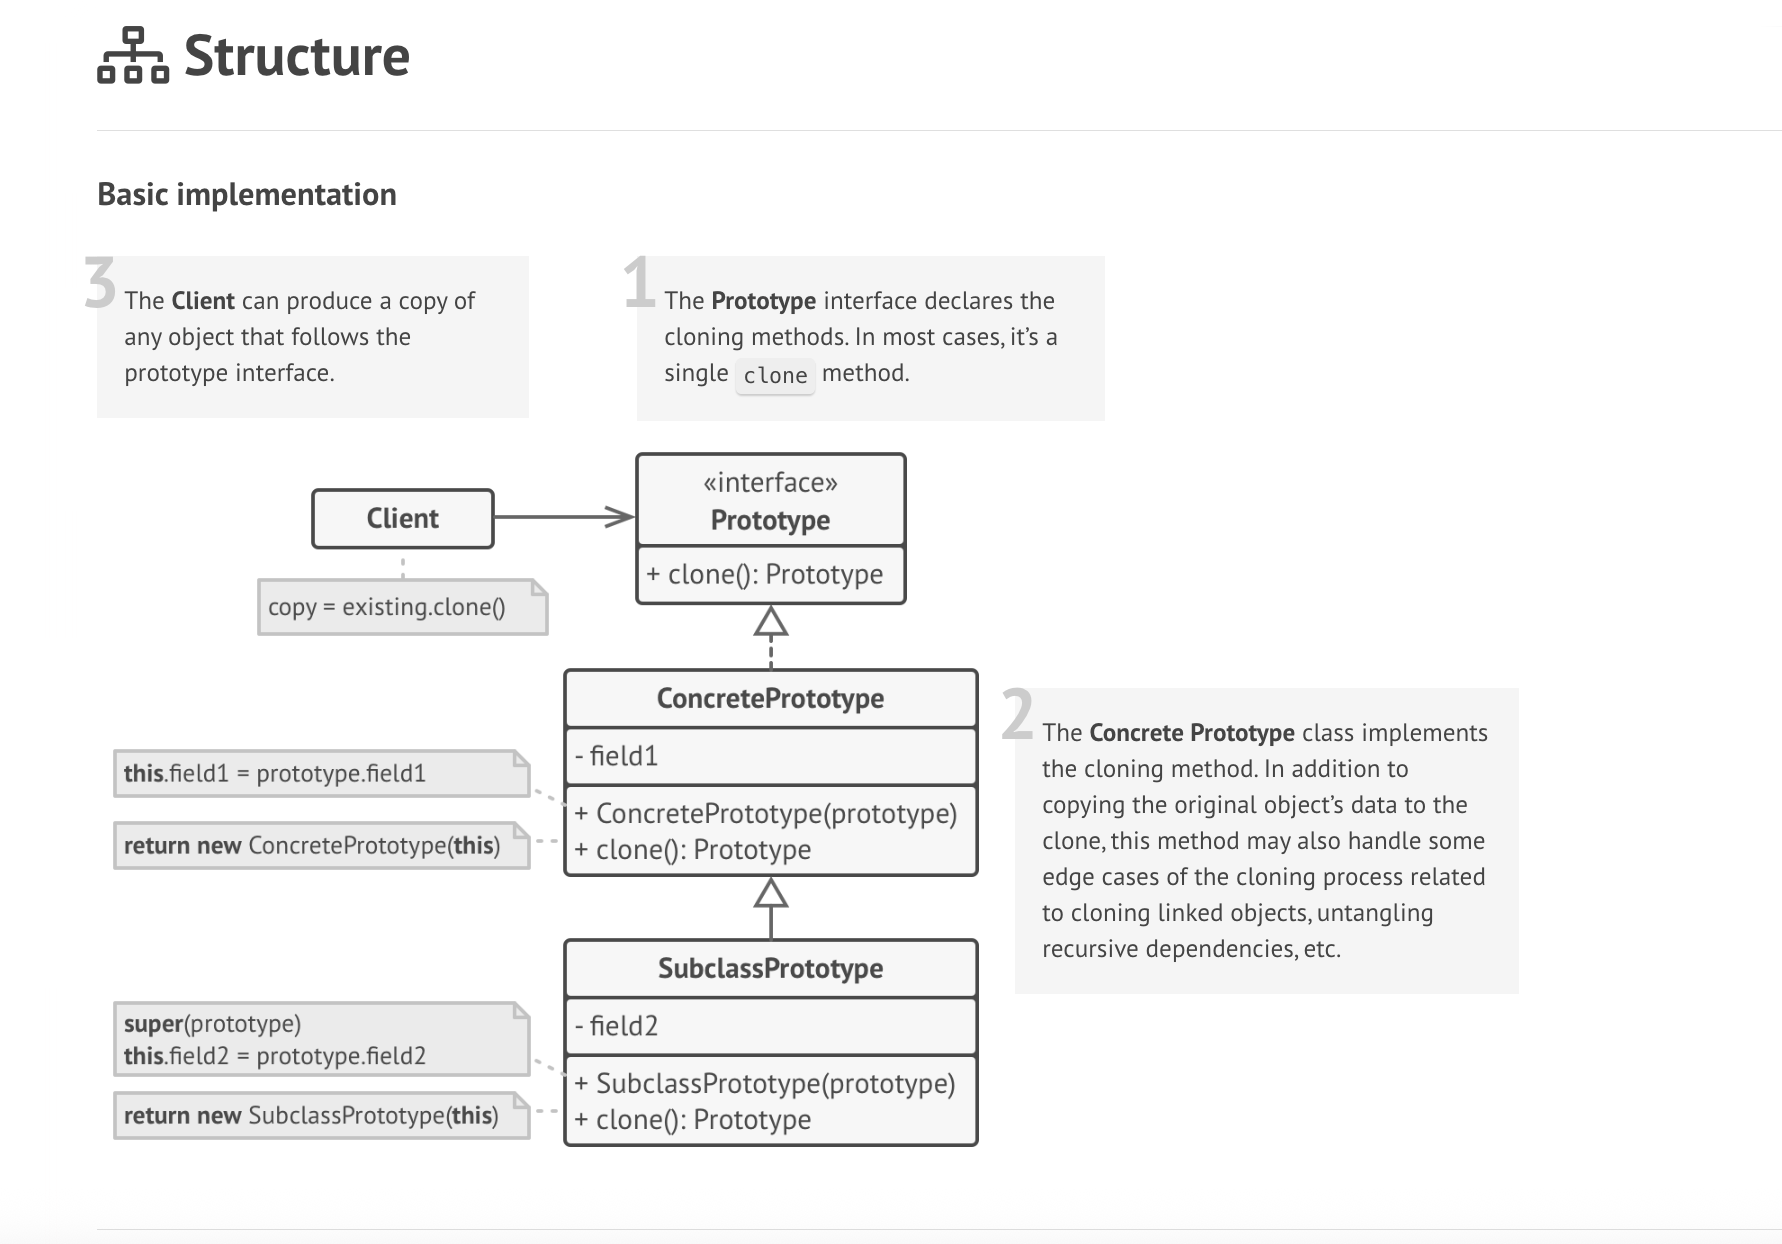 Structure
Basic implementation
3
The Client can produce a copy of
any object that follows the
prototype interface.
1
The Prototype interface declares the
cloning methods. In most cases, it’s a
single clone method.
Client
copy = existing.clone()
«interface»
Prototype
+ clone(): Prototype
ConcretePrototype
- field1
+ ConcretePrototype(prototype)
+ clone(): Prototype
this.field1 = prototype.field1
return new ConcretePrototype(this)
2
The Concrete Prototype class implements
the cloning method. In addition to
copying the original object’s data to the
clone, this method may also handle some
edge cases of the cloning process related
to cloning linked objects, untangling
recursive dependencies, etc.
SubclassPrototype
- field2
+ SubclassPrototype(prototype)
+ clone(): Prototype
super(prototype)
this.field2 = prototype.field2
return new SubclassPrototype(this)